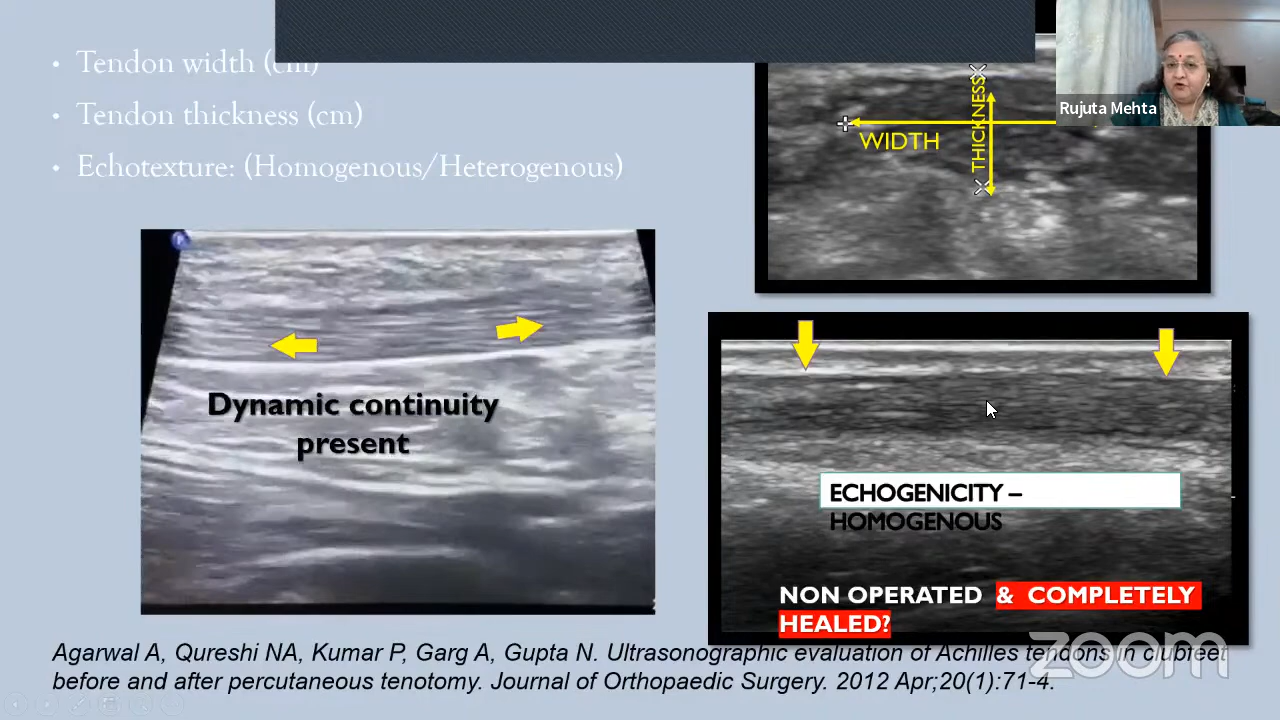 • Tendon width (cm)
• Tendon thickness (cm)
• Echotexture: (Homogenous/Heterogenous)
WIDTH
THICKNESS
Rujuta Mehta
Dynamic continuity
present
ECHOGENICITY –
HOMOGENOUS
NON OPERATED & COMPLETELY
HEALED?
Agarwal A, Qureshi NA, Kumar P, Garg A, Gupta N. Ultrasonographic evaluation of Achilles tendons in clubfeet
before and after percutaneous tenotomy. Journal of Orthopaedic Surgery. 2012 Apr;20(1):71-4.
zoom